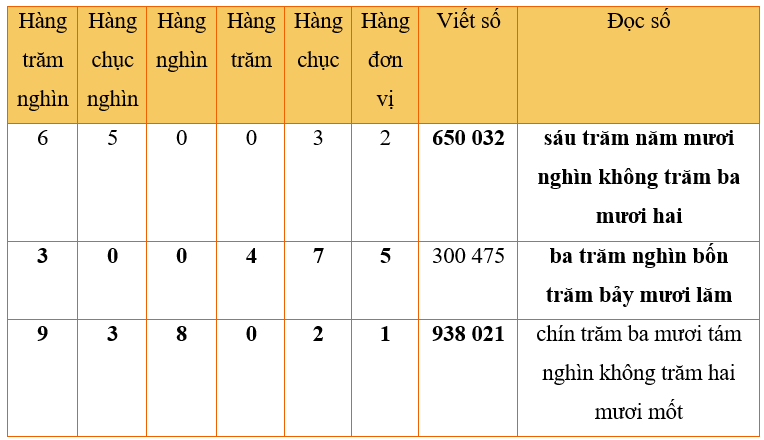 Hàng trăm nghìn
Hàng chục nghìn
Hàng nghìn
Hàng trăm
Hàng chục
Hàng đơn vị
Viết số
Đọc số
6 5 0 0 3 2 650 032 sáu trăm năm mươi
nghìn không trăm ba
mươi hai
3 0 0 4 7 5 300 475 ba trăm nghìn bốn
trăm bảy mươi lăm
9 3 8 0 2 1 938 021 chín trăm ba mươi tám
nghìn không trăm hai
mươi mốt